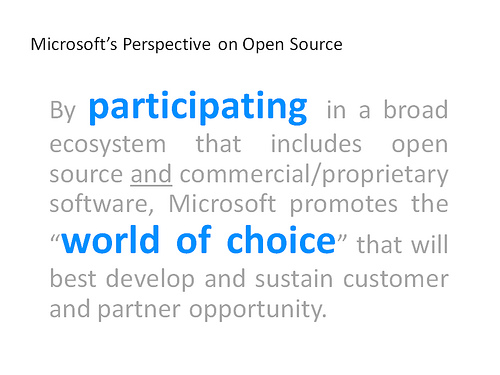 Microsoft’s Perspective on Open Source
By participating in a broad
ecosystem that includes open
source and commercial/proprietary
software, Microsoft promotes the
“world of choice” that will
best develop and sustain customer
and partner opportunity.